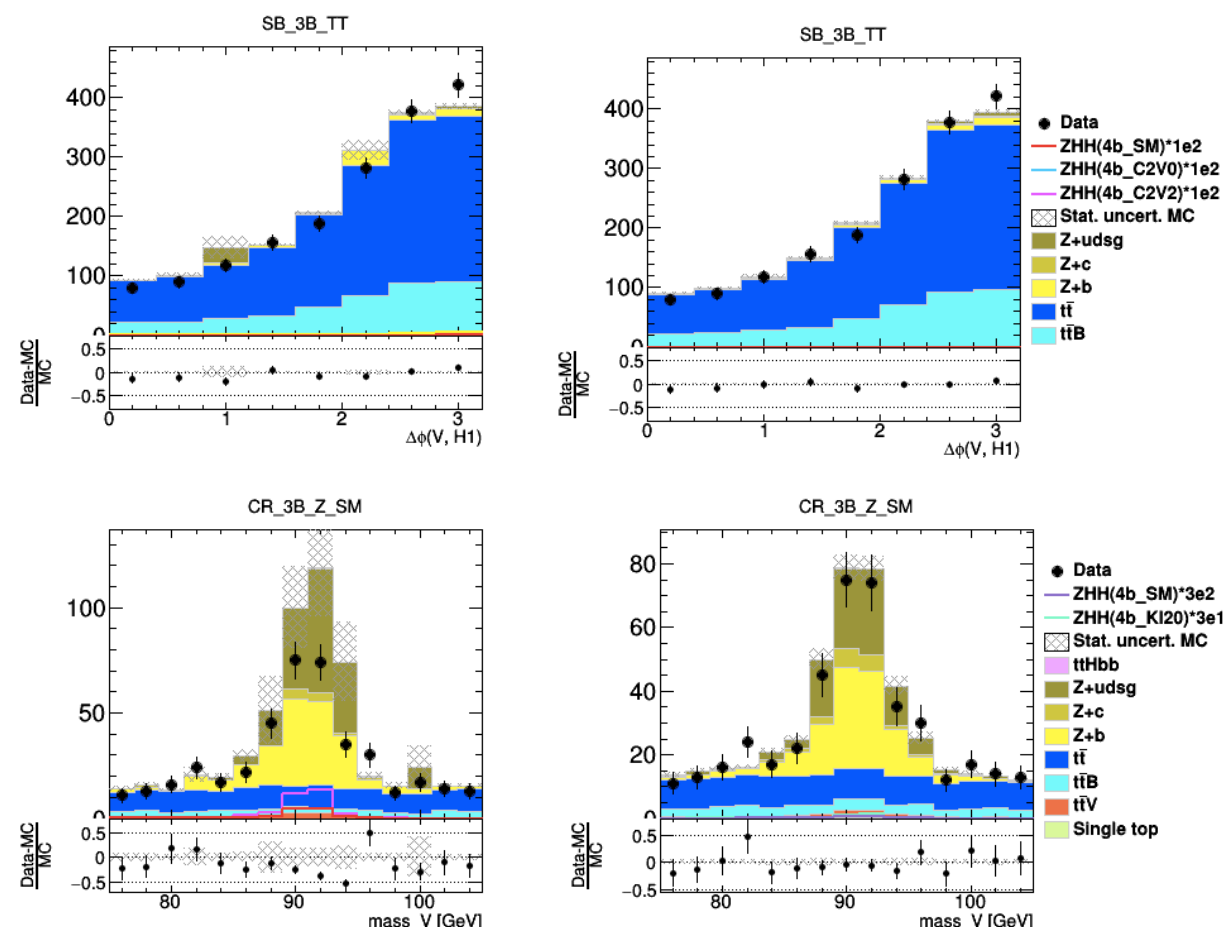 SB_3B_TT
400
300
200
100
0
0.5
0
−0.5
Data-MC
MC
0 1 2 3
Δϕ(V, H1)
SB_3B_TT
400
300
200
100
0
0.5
0
−0.5
Data-MC
MC
0 1 2 3
Δϕ(V, H1)
Data
ZHH(4b_SM)*1e2
ZHH(4b_C2V0)*1e2
ZHH(4b_C2V2)*1e2
Stat. uncert. MC
Z+udsg
Z+c
Z+b
tt̄
tt̄B
CR_3B_Z_SM
100
50
0
0.5
0
−0.5
Data-MC
MC
80 90 100
mass_V [GeV]
CR_3B_Z_SM
80
60
40
20
0
0.5
0
−0.5
Data-MC
MC
80 90 100
mass_V [GeV]
Data
ZHH(4b_SM)*3e2
ZHH(4b_Kl20)*3e1
Stat. uncert. MC
ttHbb
Z+udsg
Z+c
Z+b
tt̄
tt̄B
tt̄V
Single top